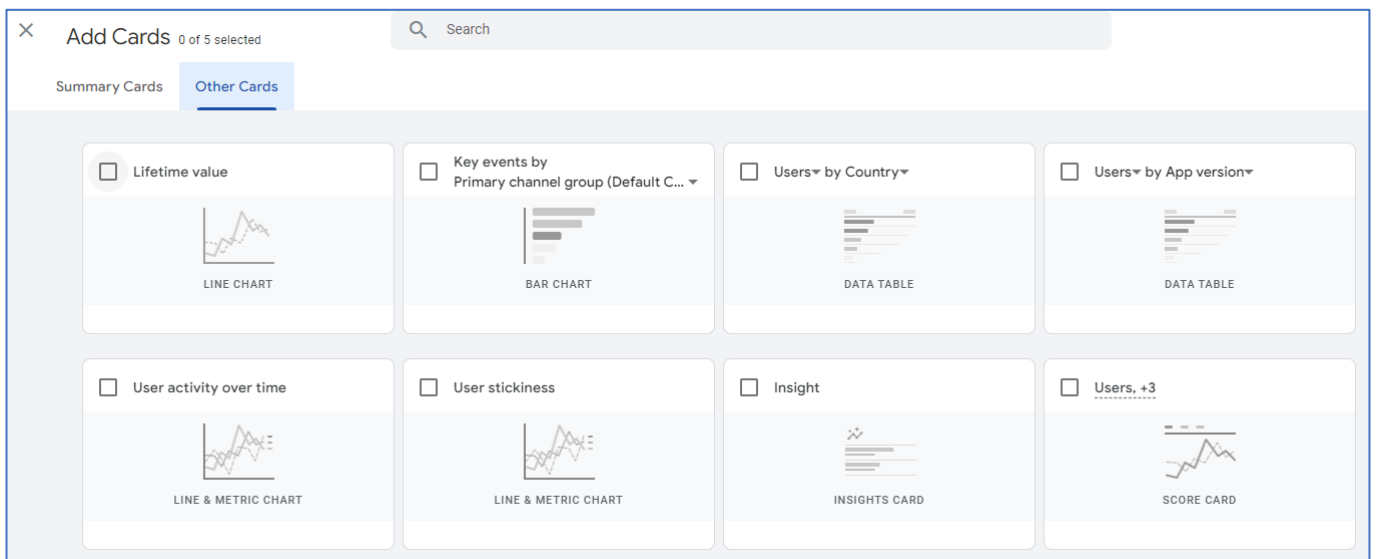 Add Cards 0 of 5 selected
Search
Summary Cards
Other Cards
Lifetime value
LINE CHART
Key events by
Primary channel group (Default C...
BAR CHART
Users by Country
DATA TABLE
Users by App version
DATA TABLE
User activity over time
LINE & METRIC CHART
User stickiness
LINE & METRIC CHART
Insight
INSIGHTS CARD
Users, +3
SCORE CARD